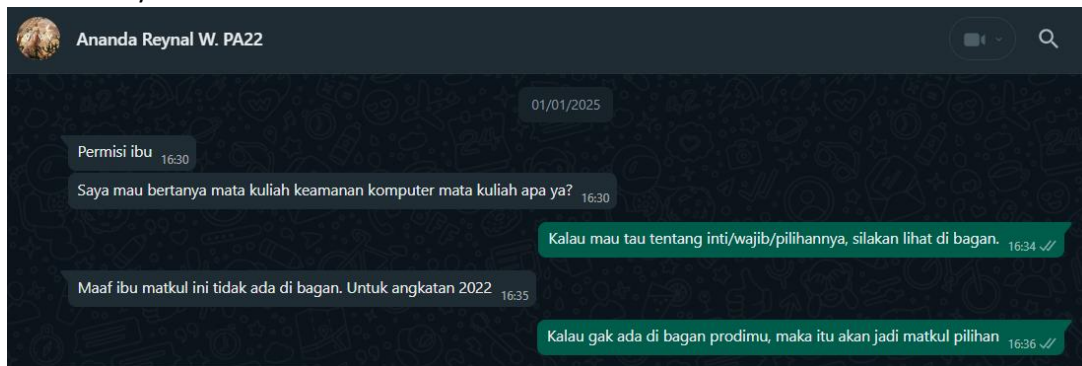 Ananda Reynal W. PA22
01/01/2025
Permisi ibu 16:30
Saya mau bertanya mata kuliah keamanan komputer mata kuliah apa ya? 16:30
Kalau mau tau tentang inti/wajib/pilihannya, silakan lihat di bagan. 16:34
Maaf ibu matkul ini tidak ada di bagan. Untuk angkatan 2022 16:35
Kalau gak ada di bagan prodimu, maka itu akan jadi matkul pilihan 16:36